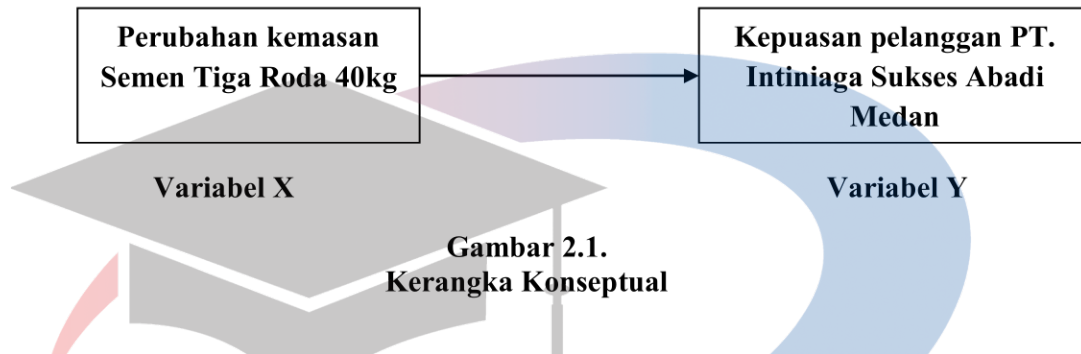 Perubahan kemasan
Semen Tiga Roda 40kg
Kepuasan pelanggan PT.
Intiniaga Sukses Abadi
Medan
Variabel X
Variabel Y
Gambar 2.1.
Kerangka Konseptual